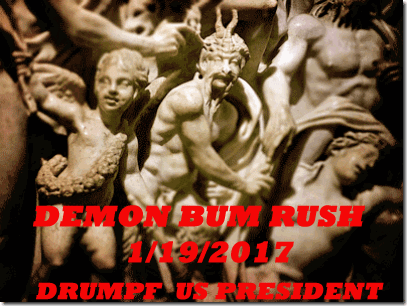 DEMON BUM RUSH
1/19/2017
DRUMPF US PRESIDENT